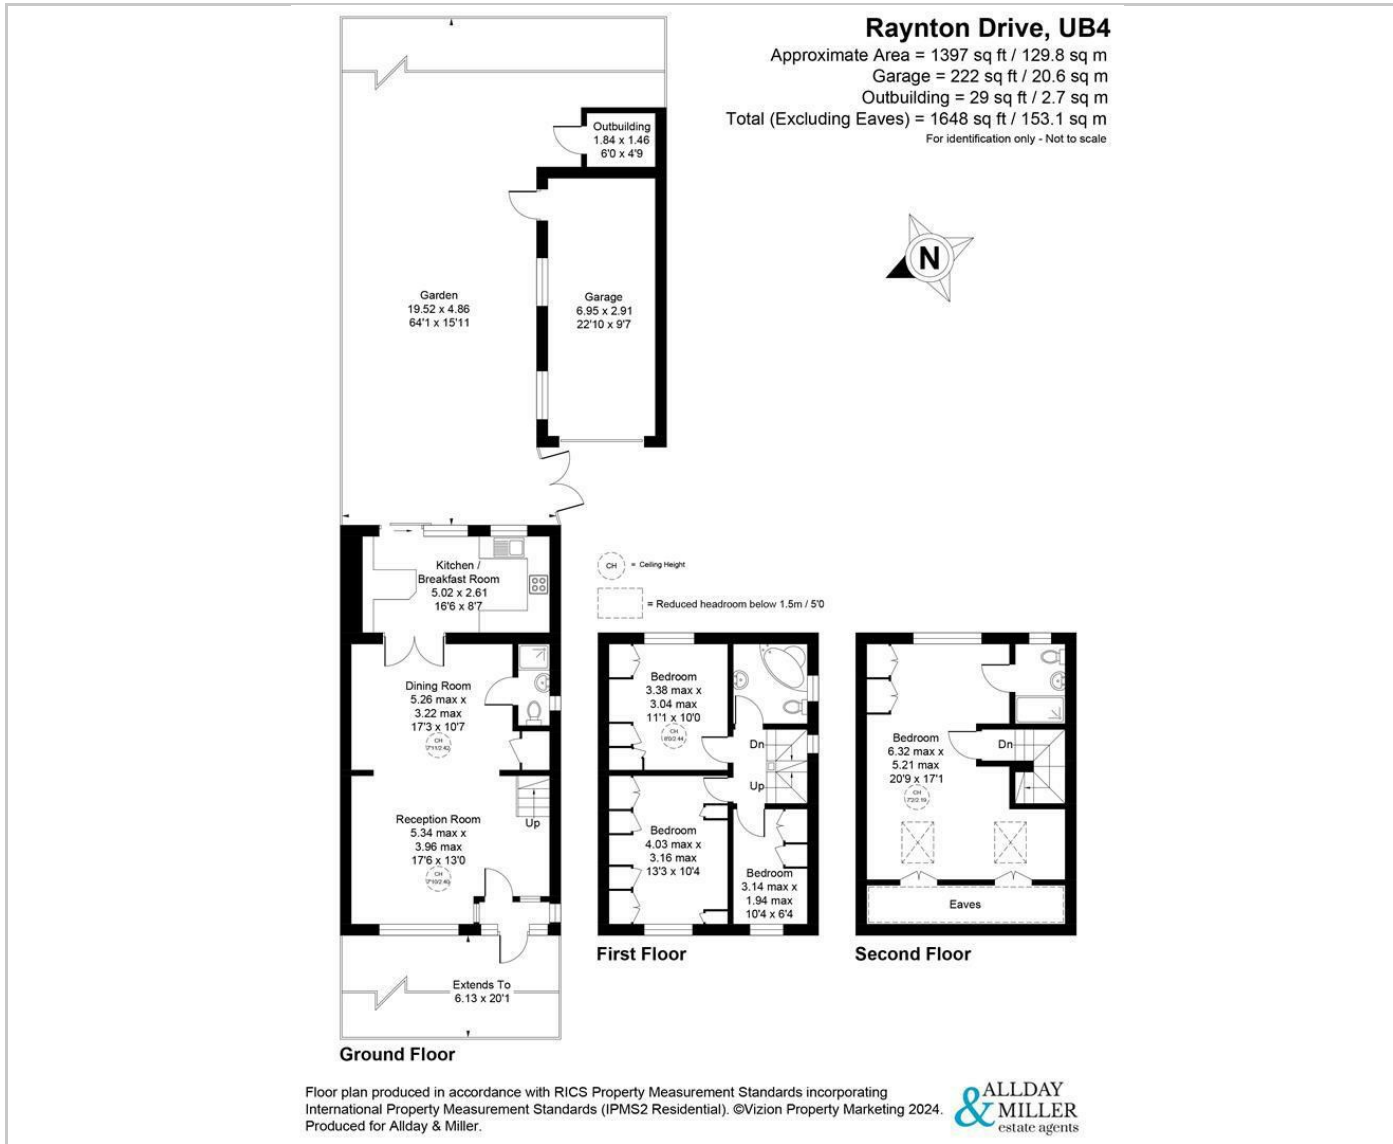 Raynton Drive, UB4
Approximate Area = 1397 sq ft / 129.8 sq m
Garage = 222 sq ft / 20.6 sq m
Outbuilding = 29 sq ft / 2.7 sq m
Total (Excluding Eaves) = 1648 sq ft / 153.1 sq m
For identification only - Not to scale
N
Outbuilding
1.84 x 1.46
6'0 x 4'9
Garden
19.52 x 4.86
64'1 x 15'11
Garage
6.95 x 2.91
22'10 x 9'7
Kitchen /
Breakfast Room
5.02 x 2.61
16'6 x 8'7
CH = Ceiling Height
= Reduced headroom below 1.5m / 5'0
Dining Room
5.26 max x
3.22 max
17'3 x 10'7
CH
Reception Room
5.34 max x
3.96 max
17'6 x 13'0
CH
Up
Extends To
6.13 x 20'1
Ground Floor
Bedroom
3.38 max x
3.04 max
11'1 x 10'0
CH
Dn
Up
Bedroom
4.03 max x
3.16 max
13'3 x 10'4
Bedroom
3.14 max x
1.94 max
10'4 x 6'4
First Floor
Bedroom
6.32 max x
5.21 max
20'9 x 17'1
CH
7'2/2.19
Dn
Eaves
Second Floor
Floor plan produced in accordance with RICS Property Measurement Standards incorporating
International Property Measurement Standards (IPMS2 Residential). ©Vizion Property Marketing 2024.
Produced for Allday & Miller.
ALLDAY
& MILLER
estate agents